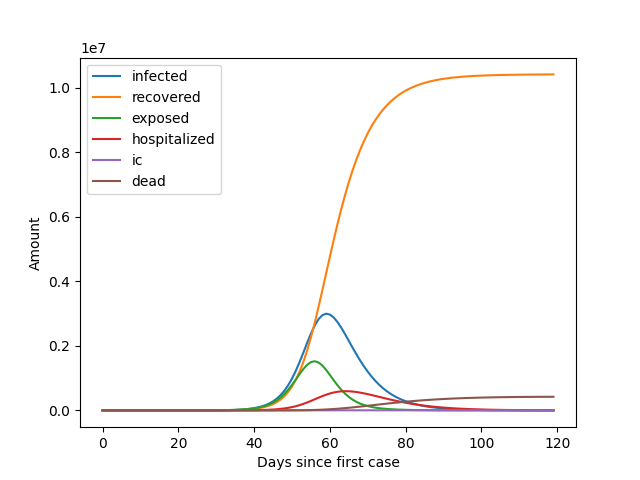 1e7
infected
recovered
exposed
hospitalized
ic
dead
1.0
0.8
0.6
0.4
0.2
0.0
Amount
0 20 40 60 80 100 120
Days since first case